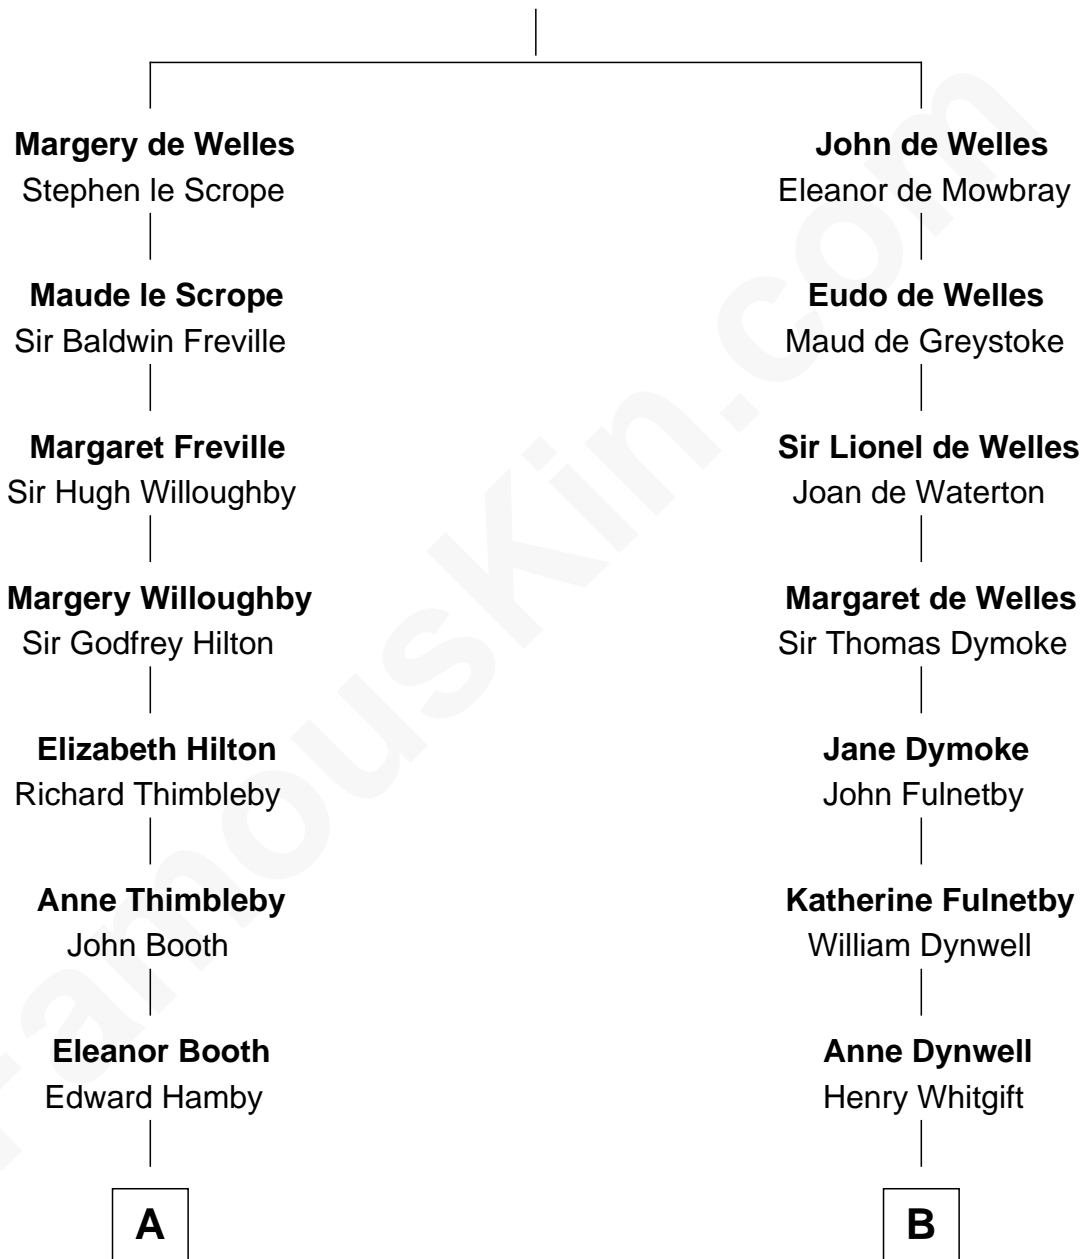 Margery de Welles
Stephen le Scrope
Maude le Scrope
Sir Baldwin Freville
Margaret Freville
Sir Hugh Willoughby
Margery Willoughby
Sir Godfrey Hilton
Elizabeth Hilton
Richard Thimbleby
Anne Thimbleby
John Booth
Eleanor Booth
Edward Hamby
A
John de Welles
Eleanor de Mowbray
Eudo de Welles
Maud de Greystoke
Sir Lionel de Welles
Joan de Waterton
Margaret de Welles
Sir Thomas Dymoke
Jane Dymoke
John Fulnetby
Katherine Fulnetby
William Dynwell
Anne Dynwell
Henry Whitgift
B
FamousKin.com